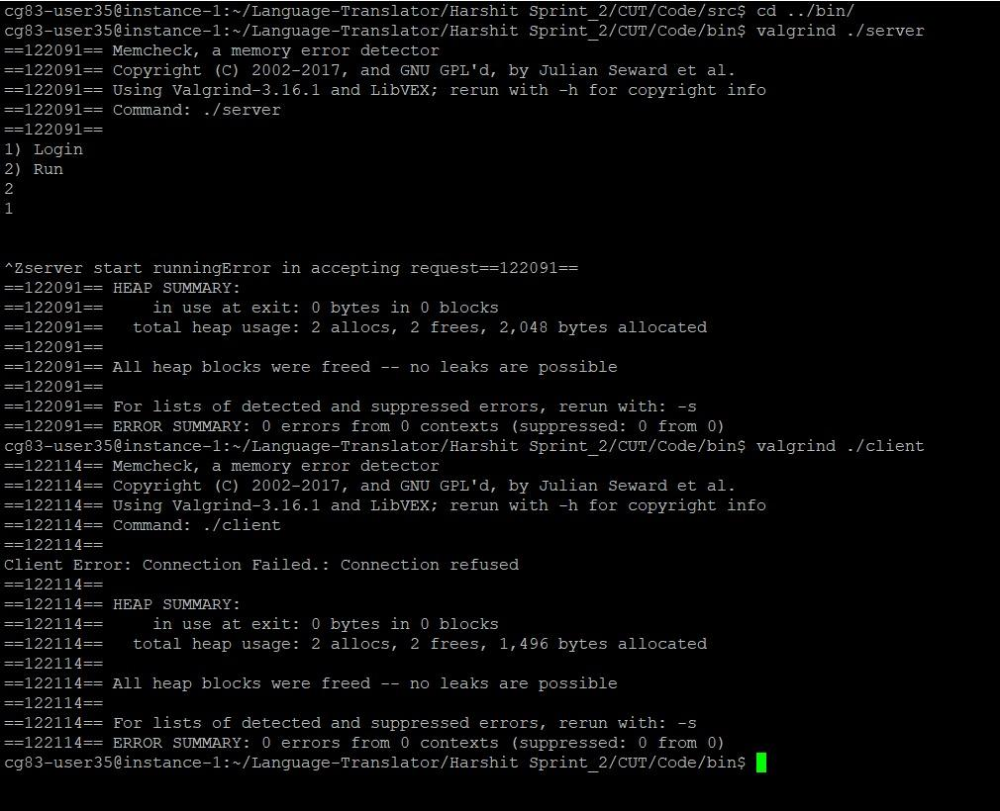 cg83-user35@instance-1:~/Language-Translator/Harshit Sprint_2/CUT/Code/src$ cd ../bin/
cg83-user35@instance-1:~/Language-Translator/Harshit Sprint_2/CUT/Code/bin$ valgrind ./server
==122091== Memcheck, a memory error detector
==122091== Copyright (C) 2002-2017, and GNU GPL'd, by Julian Seward et al.
==122091== Using Valgrind-3.16.1 and LibVEX; rerun with -h for copyright info
==122091== Command: ./server
==122091==
1) Login
2) Run
2
1
^Zserver start runningError in accepting request==122091==
==122091== HEAP SUMMARY:
==122091==     in use at exit: 0 bytes in 0 blocks
==122091==   total heap usage: 2 allocs, 2 frees, 2,048 bytes allocated
==122091==
==122091== All heap blocks were freed -- no leaks are possible
==122091==
==122091== For lists of detected and suppressed errors, rerun with: -s
==122091== ERROR SUMMARY: 0 errors from 0 contexts (suppressed: 0 from 0)
cg83-user35@instance-1:~/Language-Translator/Harshit Sprint_2/CUT/Code/bin$ valgrind ./client
==122114== Memcheck, a memory error detector
==122114== Copyright (C) 2002-2017, and GNU GPL'd, by Julian Seward et al.
==122114== Using Valgrind-3.16.1 and LibVEX; rerun with -h for copyright info
==122114== Command: ./client
==122114==
Client Error: Connection Failed.: Connection refused
==122114==
==122114== HEAP SUMMARY:
==122114==     in use at exit: 0 bytes in 0 blocks
==122114==   total heap usage: 2 allocs, 2 frees, 1,496 bytes allocated
==122114==
==122114== All heap blocks were freed -- no leaks are possible
==122114==
==122114== For lists of detected and suppressed errors, rerun with: -s
==122114== ERROR SUMMARY: 0 errors from 0 contexts (suppressed: 0 from 0)
cg83-user35@instance-1:~/Language-Translator/Harshit Sprint_2/CUT/Code/bin$